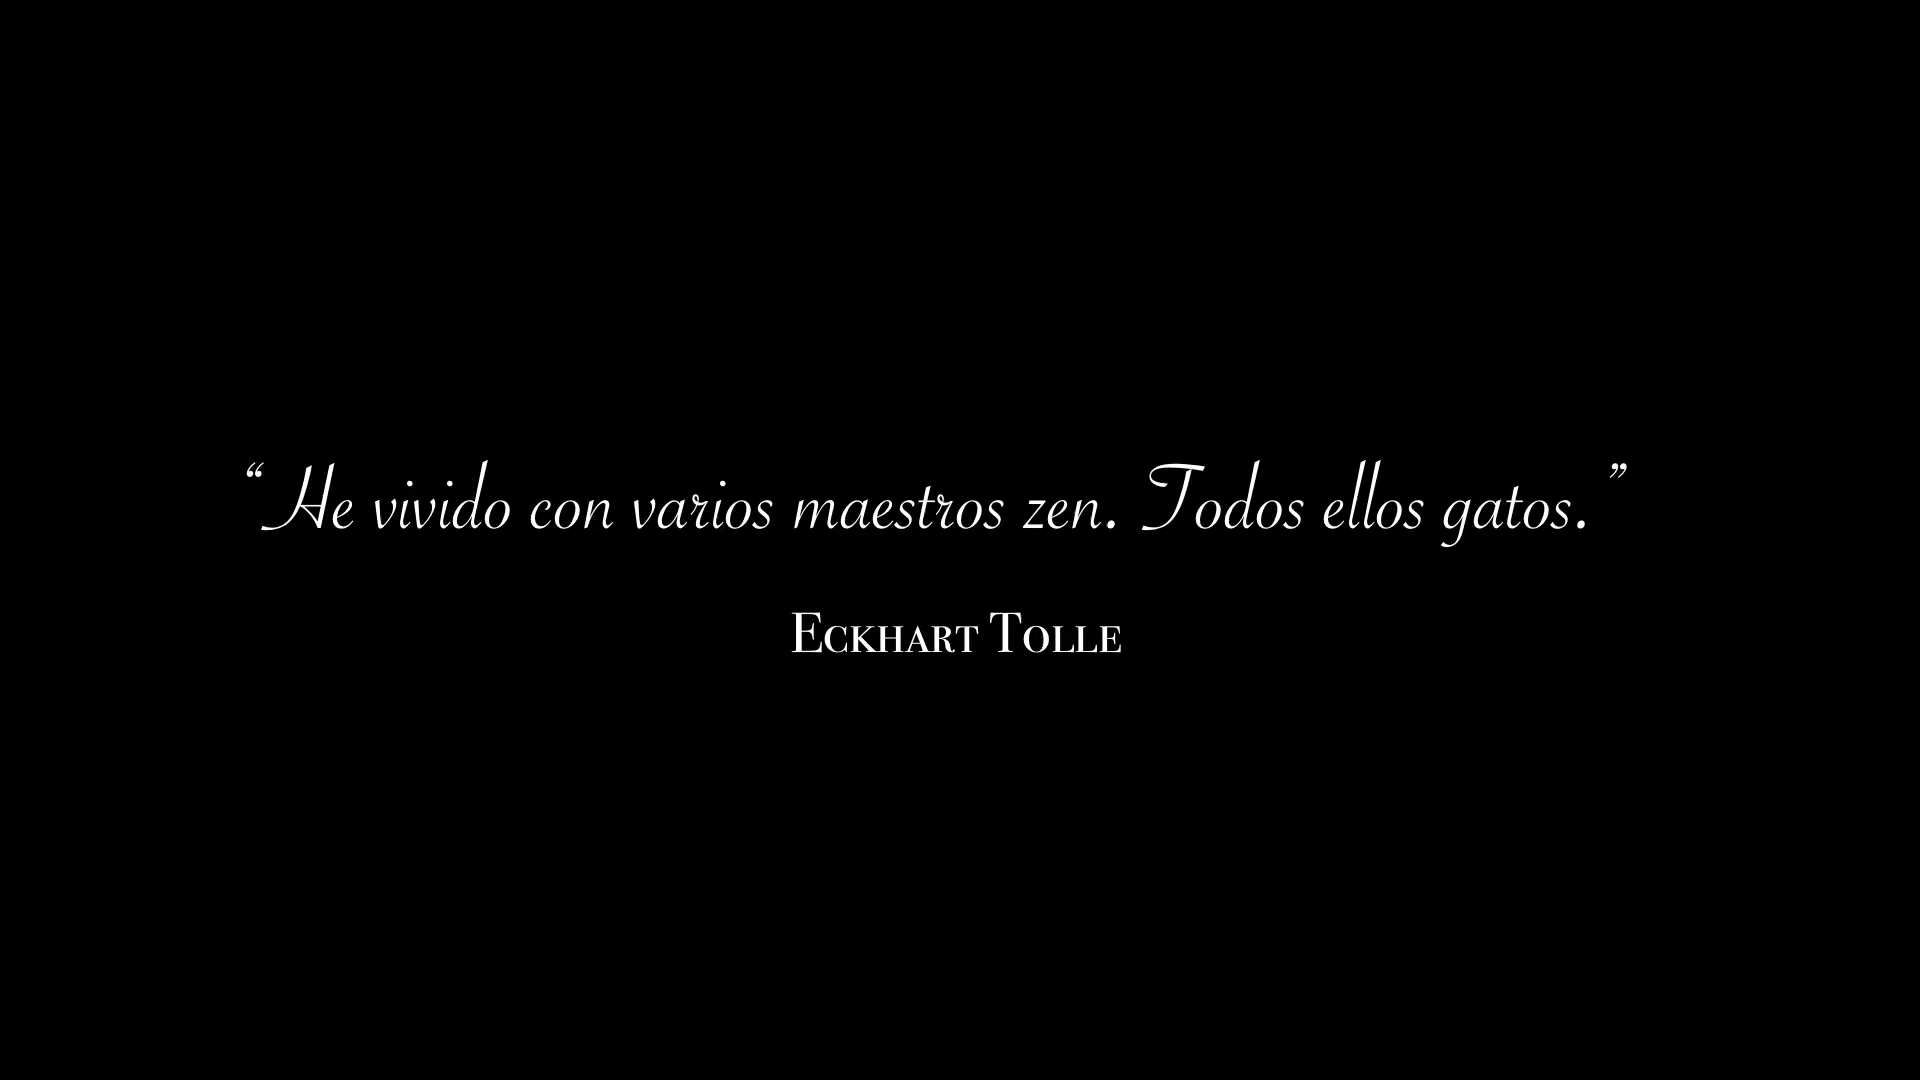 “He vivido con varios maestros zen. Todos ellos gatos.”
Eckhart Tolle